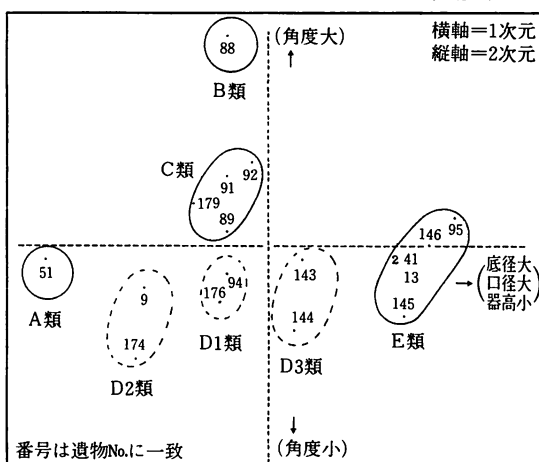 横軸=1次元
縦軸=2次元
(角度大)
↑
88
B類
C類
92
91
179
89
51
A類
9
174
D2類
94
176
D1類
143
144
D3類
95
146
2 41
13
145
E類
→(底径大
口径大
器高小)
↓
(角度小)
番号は遺物No.に一致